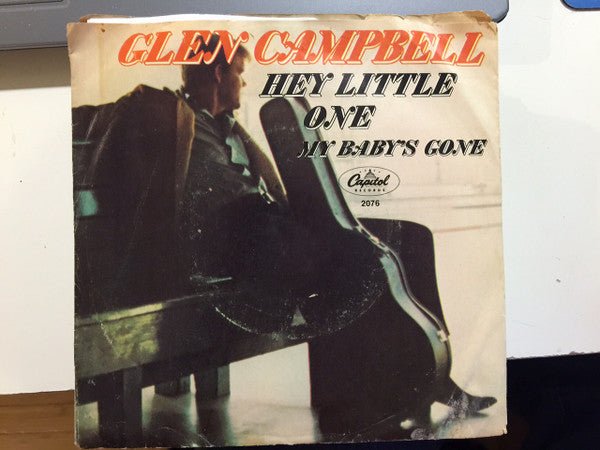 GLEN CAMPBELL
HEY LITTLE
ONE
MY BABY'S GONE
Capitol
RECORDS
2076